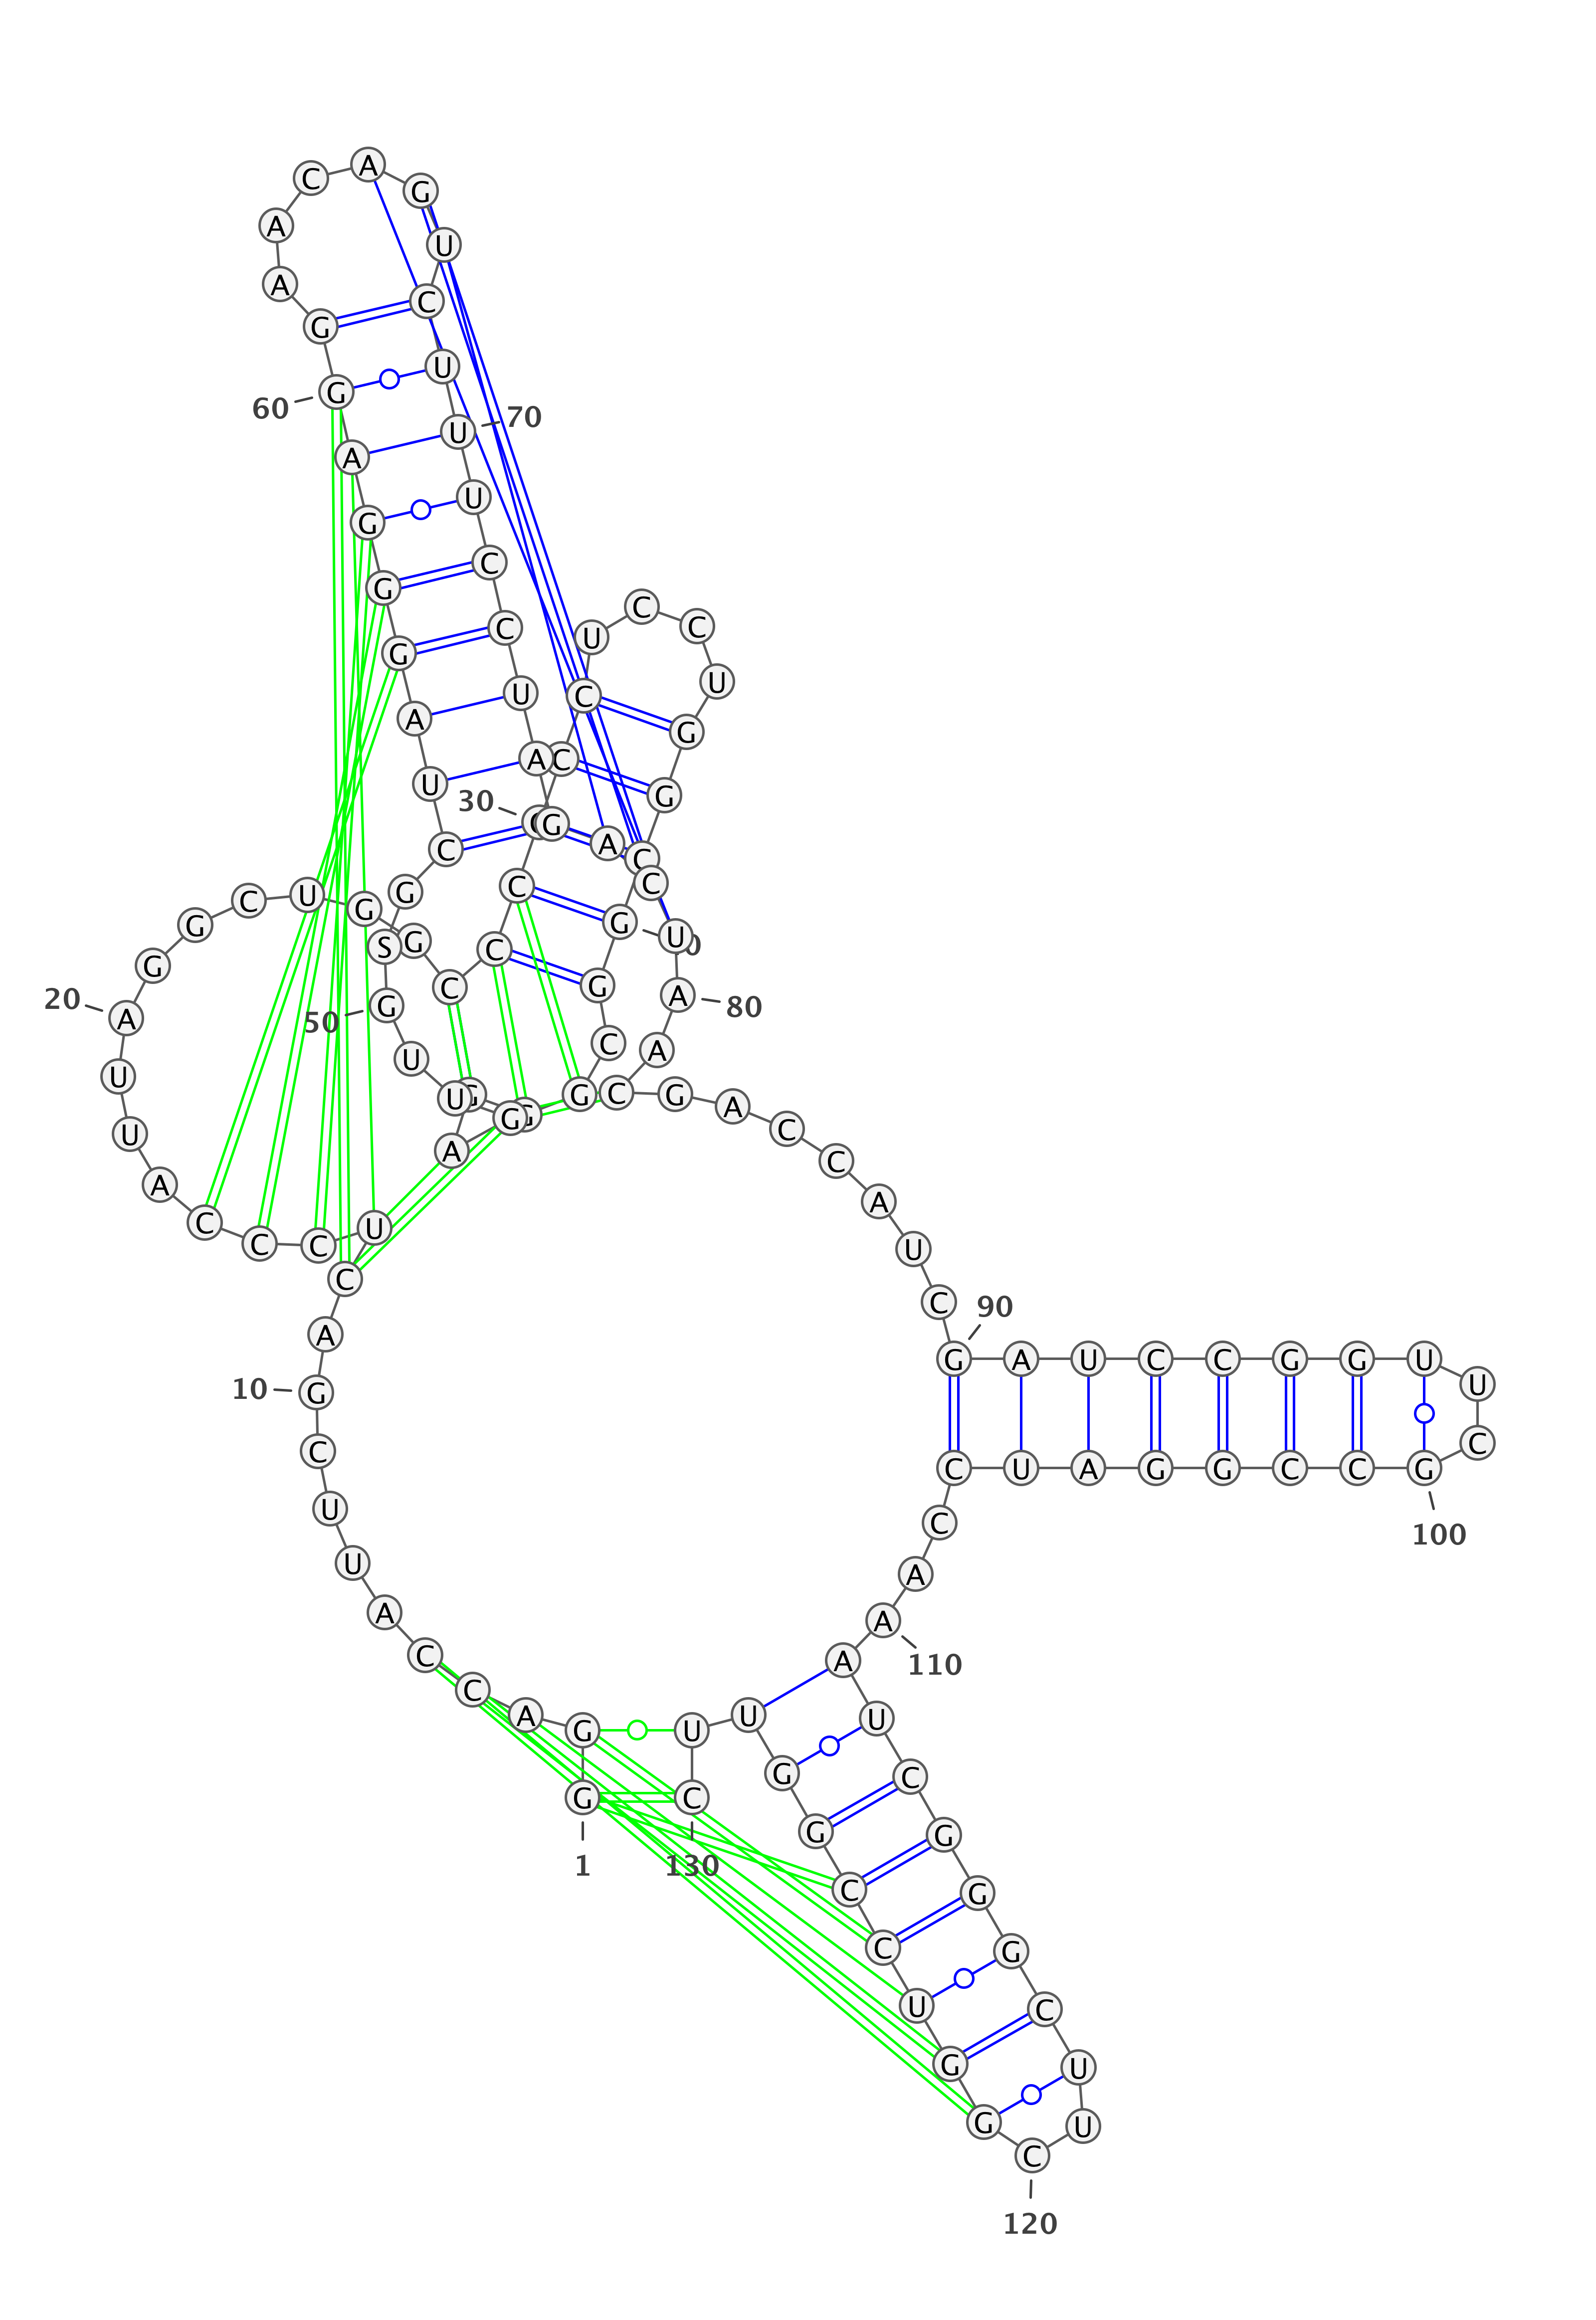 A
C G
A U
A C
G
G U
60 70
A U
G U
G C
C C
G C U
U
A U C
G
U A C
30 G G
C A C
G C C
C U G G
G U
S G C
20 G C G A 80
A 50 G
U U C A
U G C G A
U G G C
A C
A U
C C C U U
C C
A 90
10 G G A U C C G G U U
C C U A G G C C G C
U C 100
U A
A A 110
C A
C A G U U U
G C
G C G G
1 130
C G
C G
U C
G U
G U
C
120